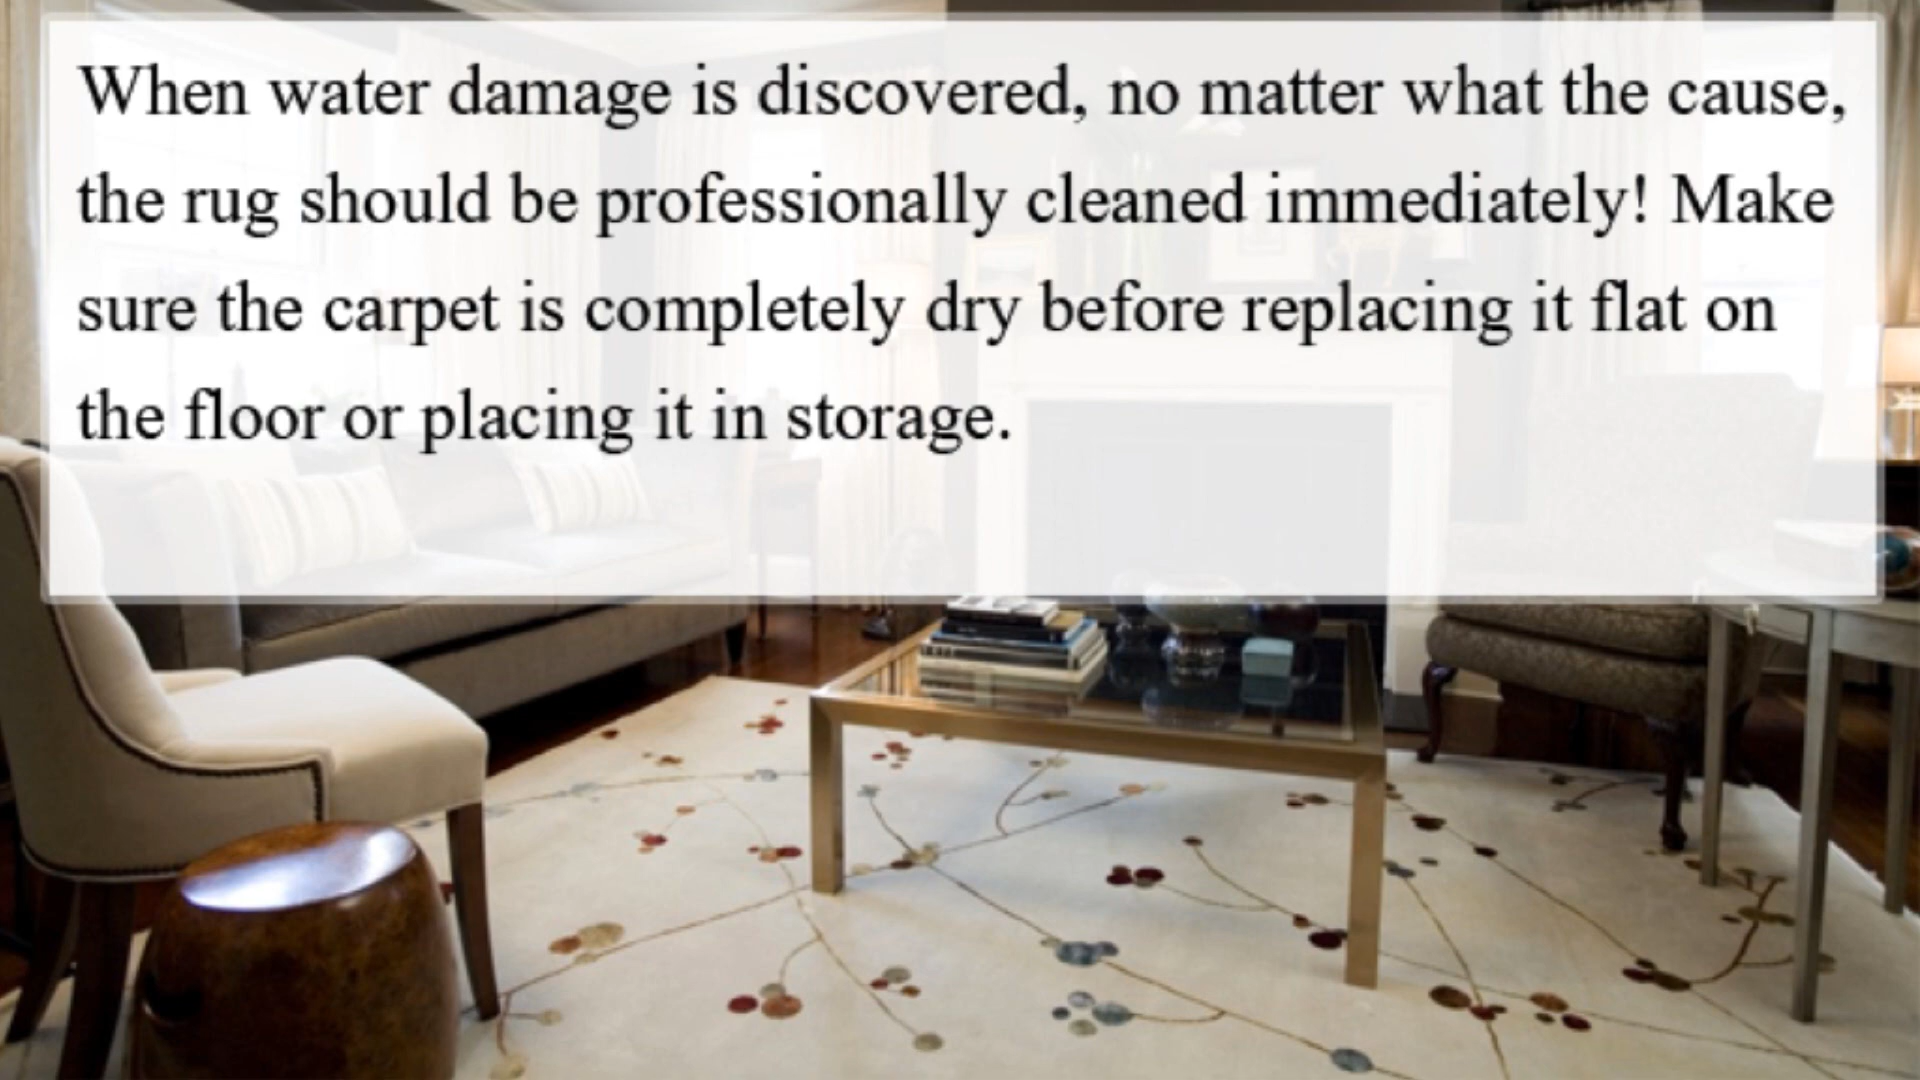 When water damage is discovered, no matter what the cause,
the rug should be professionally cleaned immediately! Make
sure the carpet is completely dry before replacing it flat on
the floor or placing it in storage.